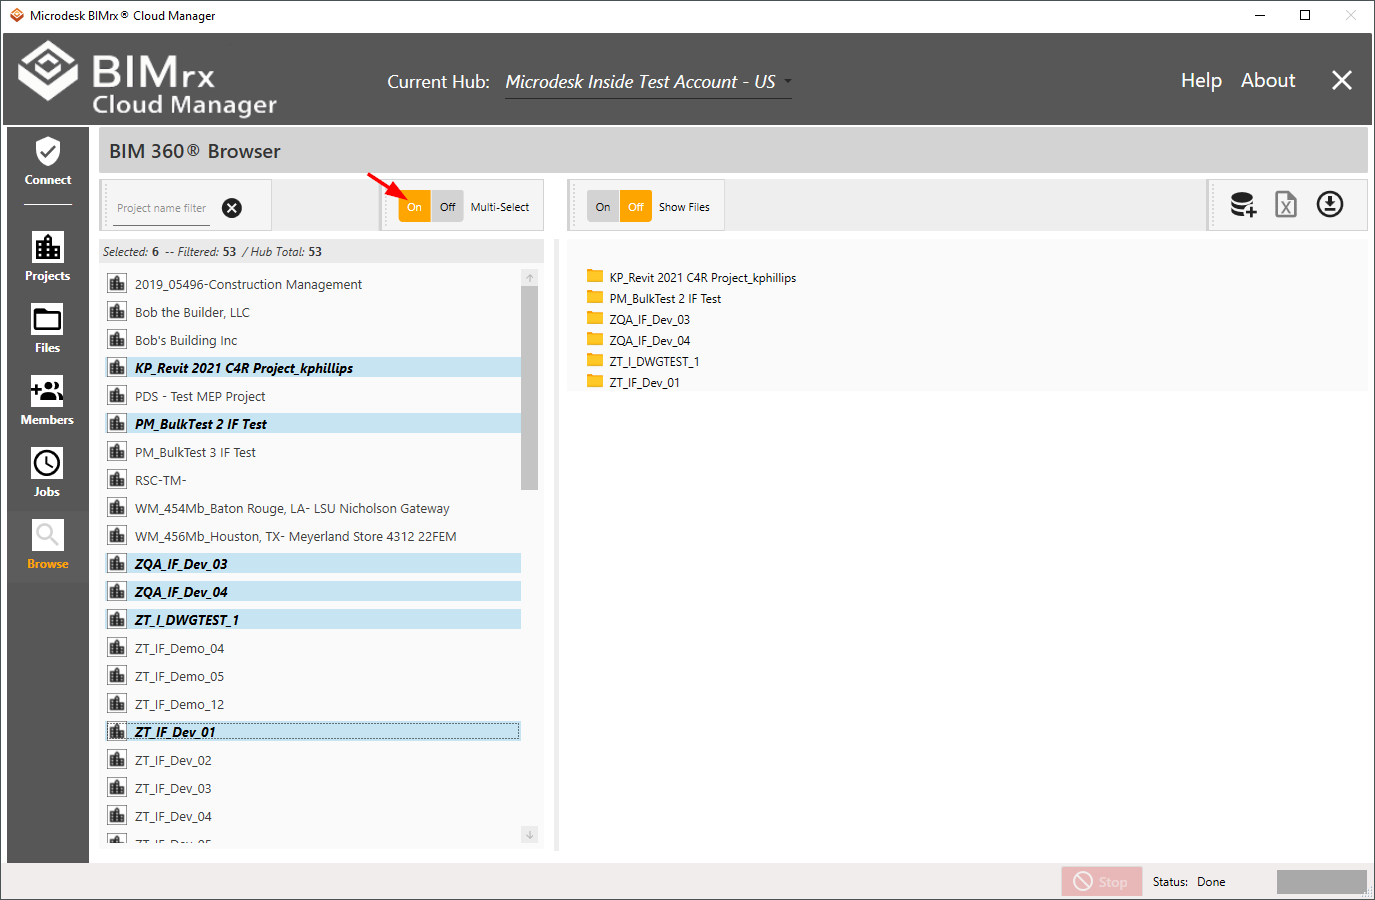 Microdesk BIMrx® Cloud Manager
BIMrx
Cloud Manager
Current Hub: Microdesk Inside Test Account - US
Help About
Connect
Projects
Files
Members
Jobs
Browse
BIM 360® Browser
Project name filter
On Off Multi-Select
On Off Show Files
Selected: 6 -- Filtered: 53 / Hub Total: 53
2019_05496-Construction Management
Bob the Builder, LLC
Bob's Building Inc
KP_Revit 2021 C4R Project_kphillips
PDS - Test MEP Project
PM_BulkTest 2 IF Test
PM_BulkTest 3 IF Test
RSC-TM-
WM_454Mb_Baton Rouge, LA- LSU Nicholson Gateway
WM_456Mb_Houston, TX- Meyerland Store 4312 22FEM
ZQA_IF_Dev_03
ZQA_IF_Dev_04
ZT_I_DWGTEST_1
ZT_IF_Demo_04
ZT_IF_Demo_05
ZT_IF_Demo_12
ZT_IF_Dev_01
ZT_IF_Dev_02
ZT_IF_Dev_03
ZT_IF_Dev_04
KP_Revit 2021 C4R Project_kphillips
PM_BulkTest 2 IF Test
ZQA_IF_Dev_03
ZQA_IF_Dev_04
ZT_I_DWGTEST_1
ZT_IF_Dev_01
Stop
Status: Done